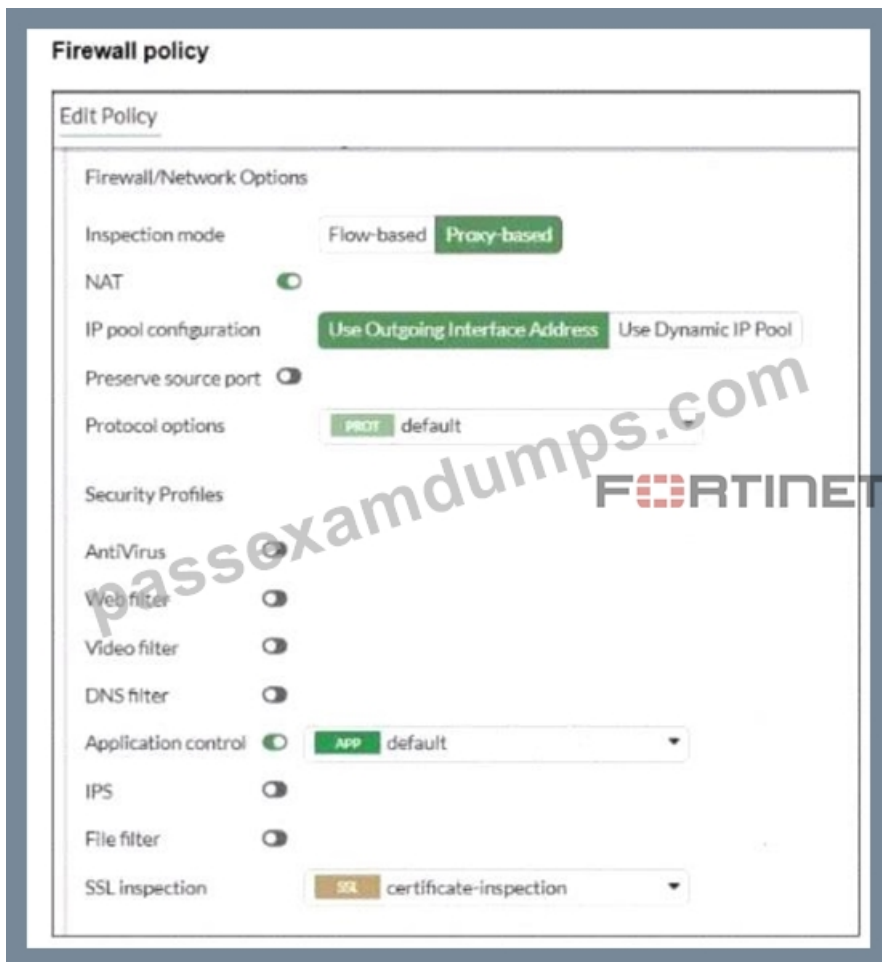 Firewall policy
Edit Policy
Firewall/Network Options
Inspection mode Flow-based Proxy-based
NAT
IP pool configuration Use Outgoing Interface Address Use Dynamic IP Pool
Preserve source port
Protocol options PROT default
passexamdumps.com
FORTINET
Security Profiles
AntiVirus
Web filter
Video filter
DNS filter
Application control APP default
IPS
File filter
SSL inspection SSL certificate-inspection